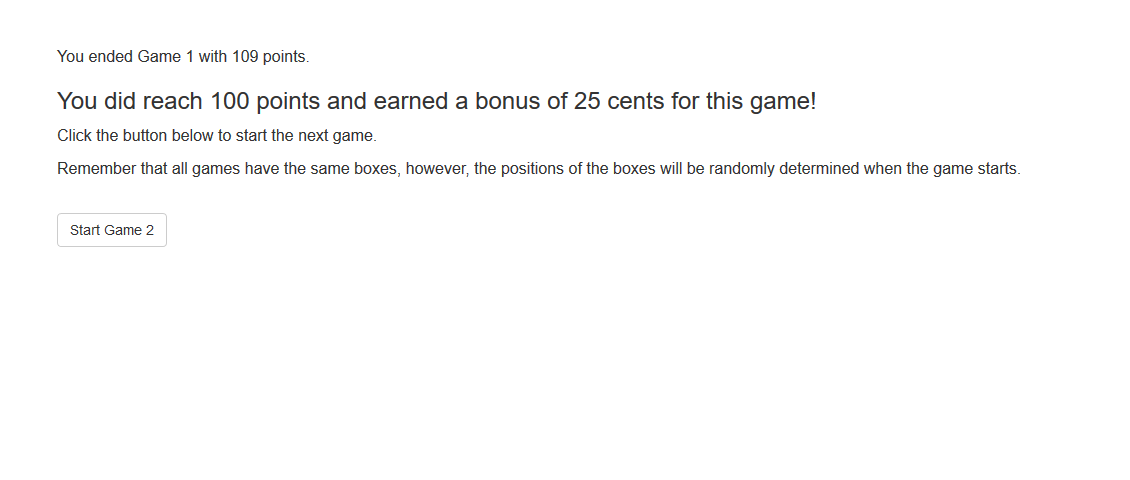 You ended Game 1 with 109 points.
You did reach 100 points and earned a bonus of 25 cents for this game!
Click the button below to start the next game.
Remember that all games have the same boxes, however, the positions of the boxes will be randomly determined when the game starts.
Start Game 2